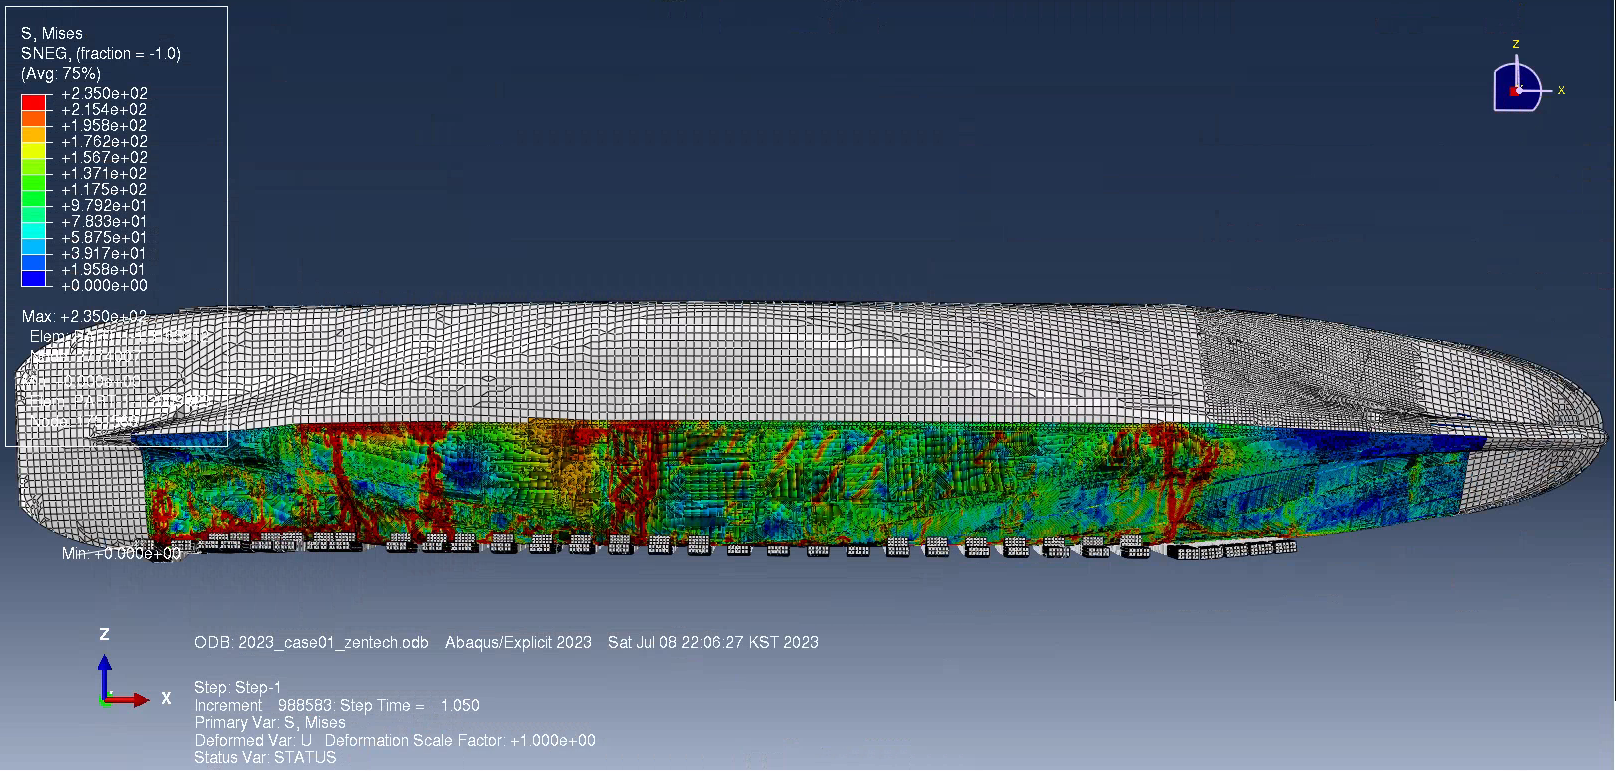 S, Mises
SNEG, (fraction = -1.0)
(Avg: 75%)
+2.350e+02
+2.154e+02
+1.958e+02
+1.762e+02
+1.567e+02
+1.371e+02
+1.175e+02
+9.792e+01
+7.833e+01
+5.875e+01
+3.917e+01
+1.958e+01
+0.000e+00
Max: +2.350e+02
Elem:
Min: +0.000e+00
Z
X
Z
X
ODB: 2023_case01_zentech.odb Abaqus/Explicit 2023 Sat Jul 08 22:06:27 KST 2023
Step: Step-1
Increment 988583: Step Time = 1.050
Primary Var: S, Mises
Deformed Var: U Deformation Scale Factor: +1.000e+00
Status Var: STATUS